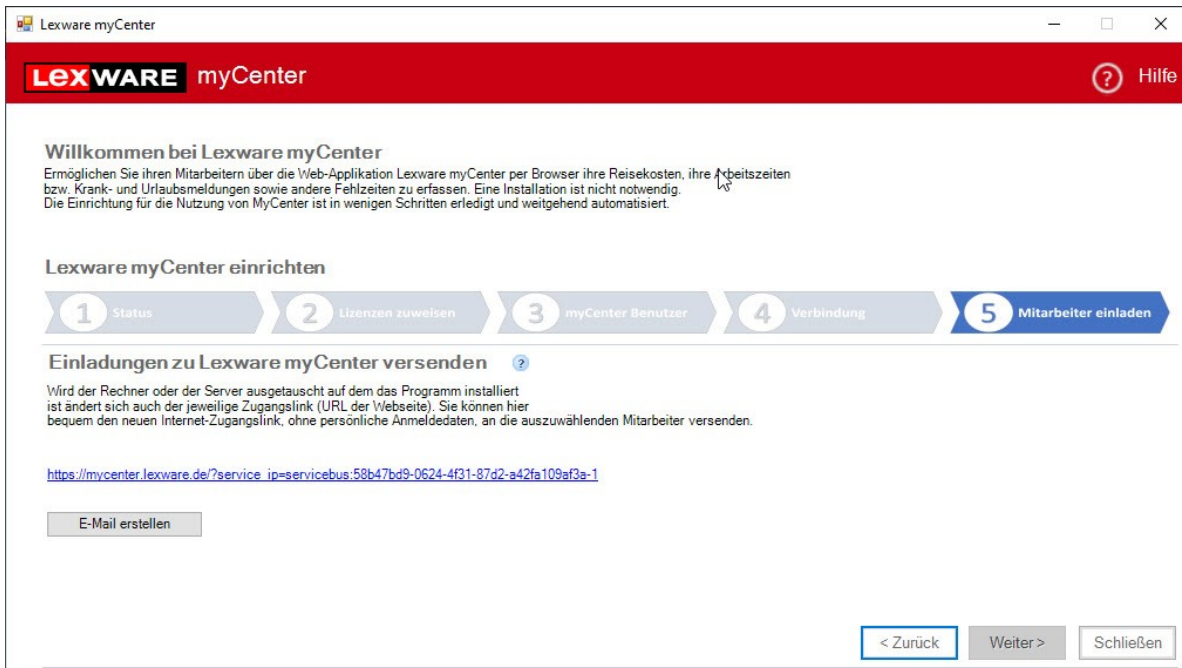 Lexware myCenter
LEXWARE myCenter
? Hilfe
Willkommen bei Lexware myCenter
Ermöglichen Sie ihren Mitarbeitern über die Web-Applikation Lexware myCenter per Browser ihre Reisekosten, ihre Arbeitszeiten
bzw. Krank- und Urlaubsmeldungen sowie andere Fehlzeiten zu erfassen. Eine Installation ist nicht notwendig.
Die Einrichtung für die Nutzung von MyCenter ist in wenigen Schritten erledigt und weitgehend automatisiert.
Lexware myCenter einrichten
1 Status 2 Lizenzen zuweisen 3 myCenter Benutzer 4 Verbindung 5 Mitarbeiter einladen
Einladungen zu Lexware myCenter versenden ?
Wird der Rechner oder der Server ausgetauscht auf dem das Programm installiert
ist ändert sich auch der jeweilige Zugangslink (URL der Webseite). Sie können hier
bequem den neuen Internet-Zugangslink, ohne persönliche Anmeldedaten, an die auszuwählenden Mitarbeiter versenden.
https://mycenter.lexware.de/?service_ip=servicebus:58b47bd9-0624-4f31-87d2-a42fa109af3a-1
E-Mail erstellen
< Zurück Weiter > Schließen